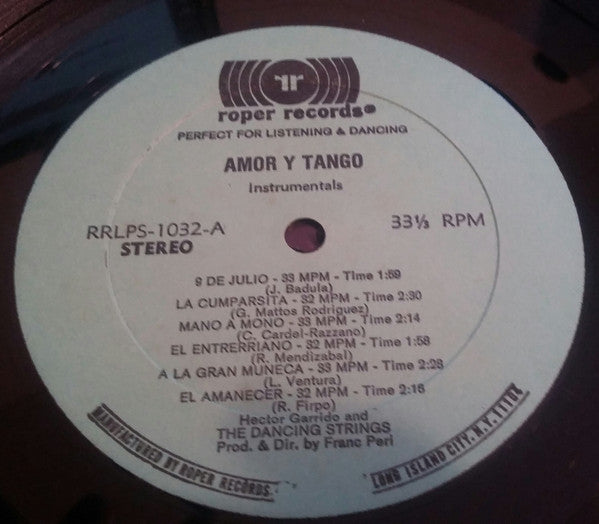 rr
roper records®
PERFECT FOR LISTENING & DANCING
AMOR Y TANGO
Instrumentals
RRLPS-1032-A
STEREO
33⅓ RPM
9 DE JULIO - 33 MPM - Time 1:59
(J. Badula)
LA CUMPARSITA - 32 MPM - Time 2:30
(G. Mattos Rodriguez)
MANO A MONO - 33 MPM - Time 2:14
(C. Cardel-Razzano)
EL ENTRERRIANO - 32 MPM - Time 1:58
(R. Mendizabal)
A LA GRAN MUNECA - 33 MPM - Time 2:28
(L. Ventura)
EL AMANECER - 32 MPM - Time 2:16
(R. Firpo)
Hector Garrido and
THE DANCING STRINGS
Prod. & Dir. by Franc Peri
MANUFACTURED BY ROPER RECORDS.
LONG ISLAND CITY, N.Y. 11102